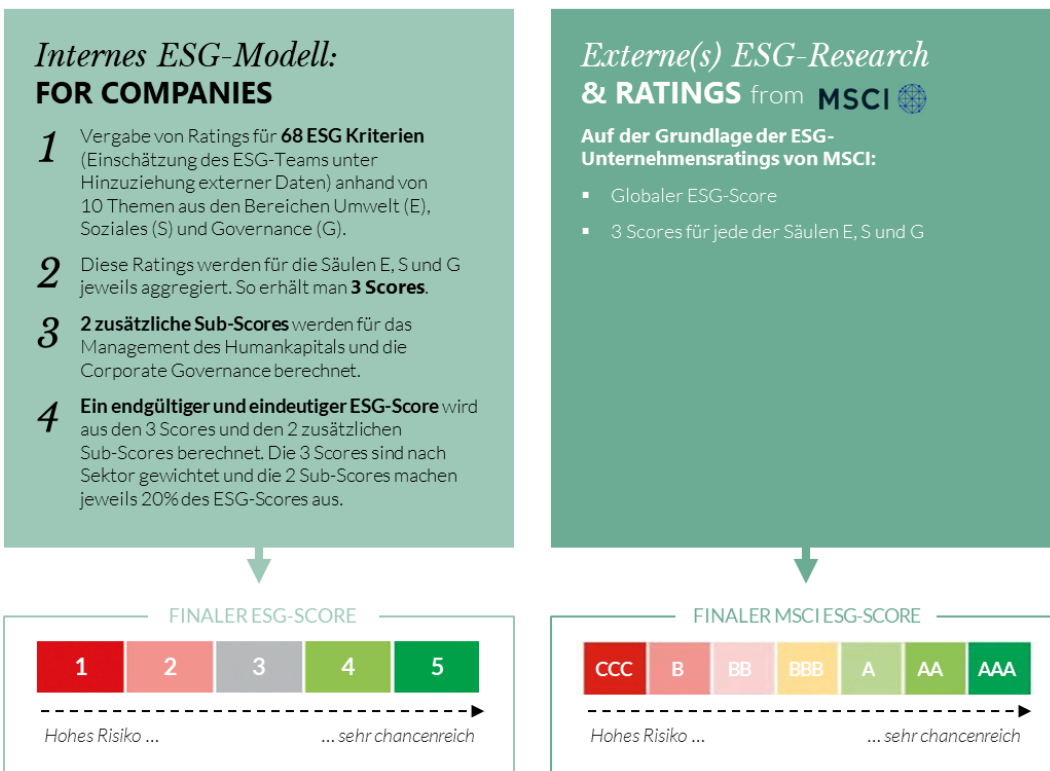 Internes ESG-Modell:
FOR COMPANIES
1 Vergabe von Ratings für 68 ESG Kriterien
(Einschätzung des ESG-Teams unter
Hinzuziehung externer Daten) anhand von
10 Themen aus den Bereichen Umwelt (E),
Soziales (S) und Governance (G).
2 Diese Ratings werden für die Säulen E, S und G
jeweils aggregiert. So erhält man 3 Scores.
3 2 zusätzliche Sub-Scores werden für das
Management des Humankapitals und die
Corporate Governance berechnet.
4 Ein endgültiger und eindeutiger ESG-Score wird
aus den 3 Scores und den 2 zusätzlichen
Sub-Scores berechnet. Die 3 Scores sind nach
Sektor gewichtet und die 2 Sub-Scores machen
jeweils 20% des ESG-Scores aus.
FINALER ESG-SCORE
1 2 3 4 5
Hohes Risiko ... ... sehr chancenreich
Externe(s) ESG-Research
& RATINGS from MSCI
Auf der Grundlage der ESG-
Unternehmensratings von MSCI:
▪ Globaler ESG-Score
▪ 3 Scores für jede der Säulen E, S und G
FINALER MSCI ESG-SCORE
CCC B BB BBB A AA AAA
Hohes Risiko ... ... sehr chancenreich